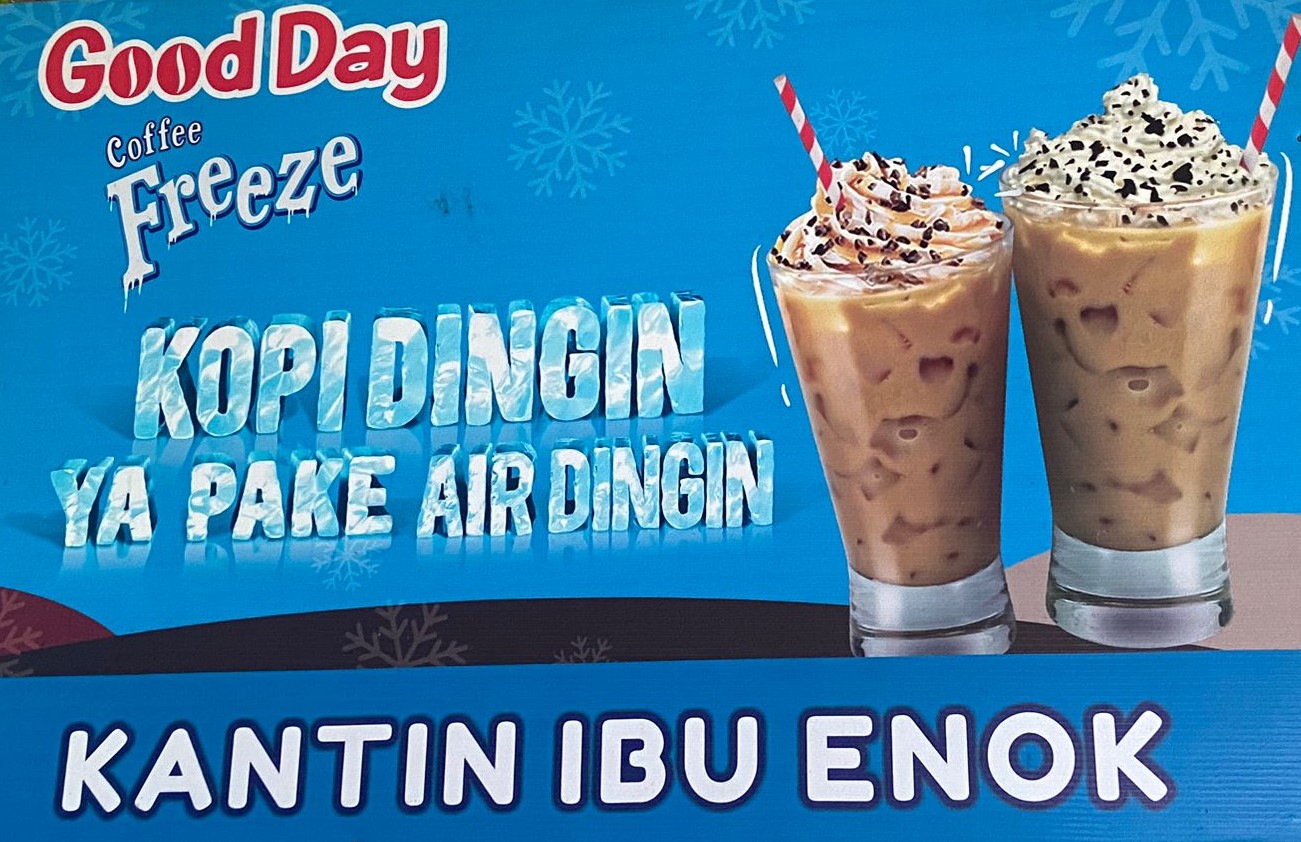 Good Day
Coffee
Freeze
KOPI DINGIN
YA PAKE AIR DINGIN
KANTIN IBU ENOK